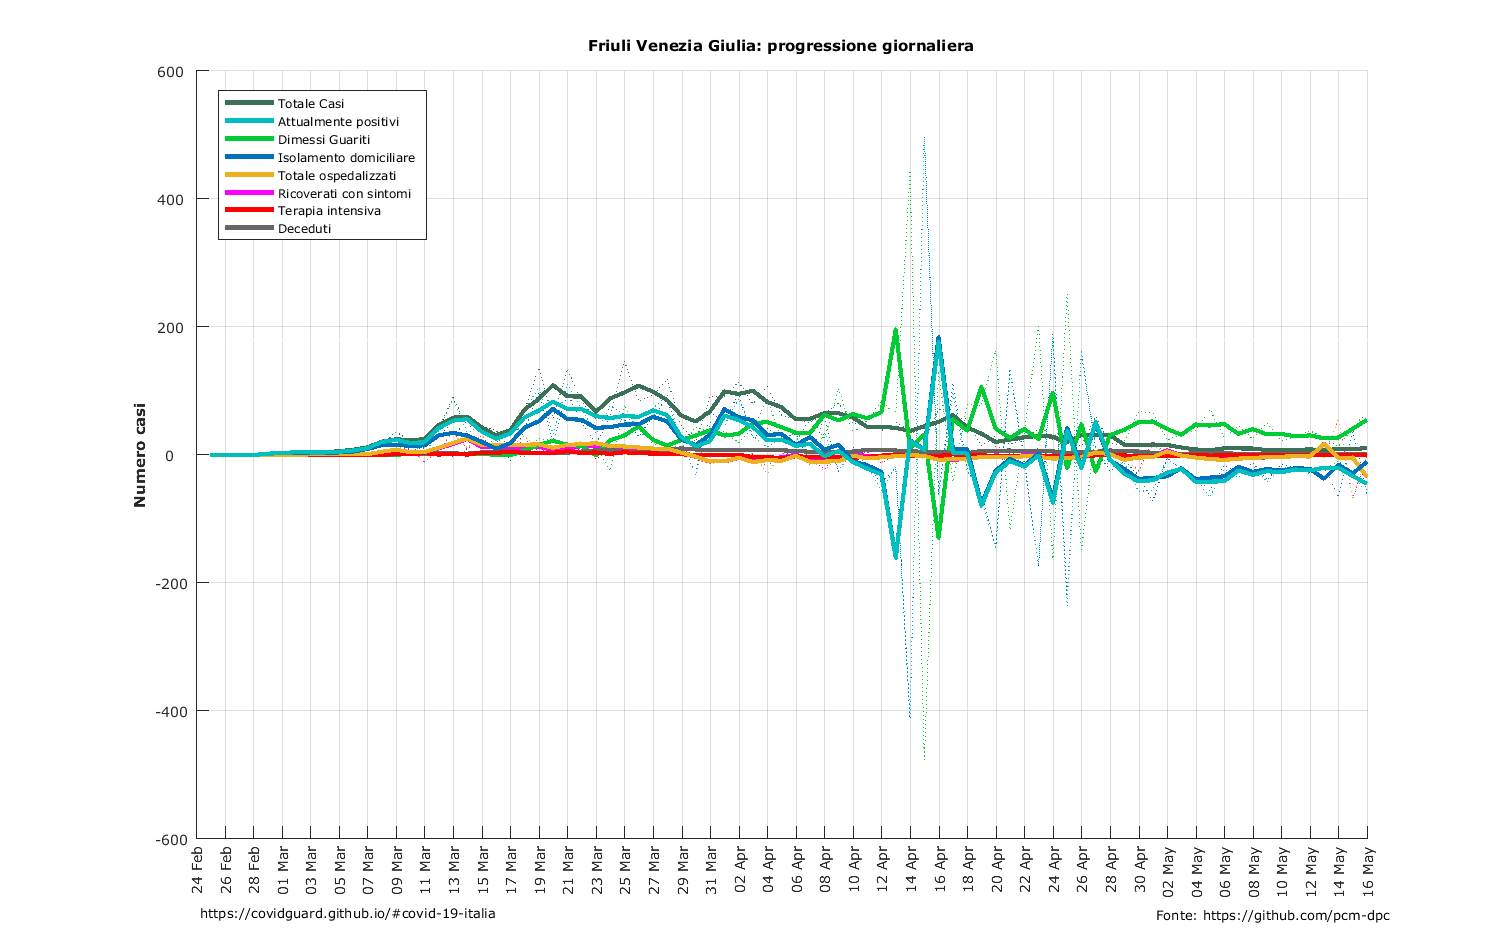 Friuli Venezia Giulia: progressione giornaliera
600
400
200
0
-200
-400
-600
Numero casi
Totale Casi
Attualmente positivi
Dimessi Guariti
Isolamento domiciliare
Totale ospedalizzati
Ricoverati con sintomi
Terapia intensiva
Deceduti
24 Feb
26 Feb
28 Feb
01 Mar
03 Mar
05 Mar
07 Mar
09 Mar
11 Mar
13 Mar
15 Mar
17 Mar
19 Mar
21 Mar
23 Mar
25 Mar
27 Mar
29 Mar
31 Mar
02 Apr
04 Apr
06 Apr
08 Apr
10 Apr
12 Apr
14 Apr
16 Apr
18 Apr
20 Apr
22 Apr
24 Apr
26 Apr
28 Apr
30 Apr
02 May
04 May
06 May
08 May
10 May
12 May
14 May
16 May
https://covidguard.github.io/#covid-19-italia
Fonte: https://github.com/pcm-dpc